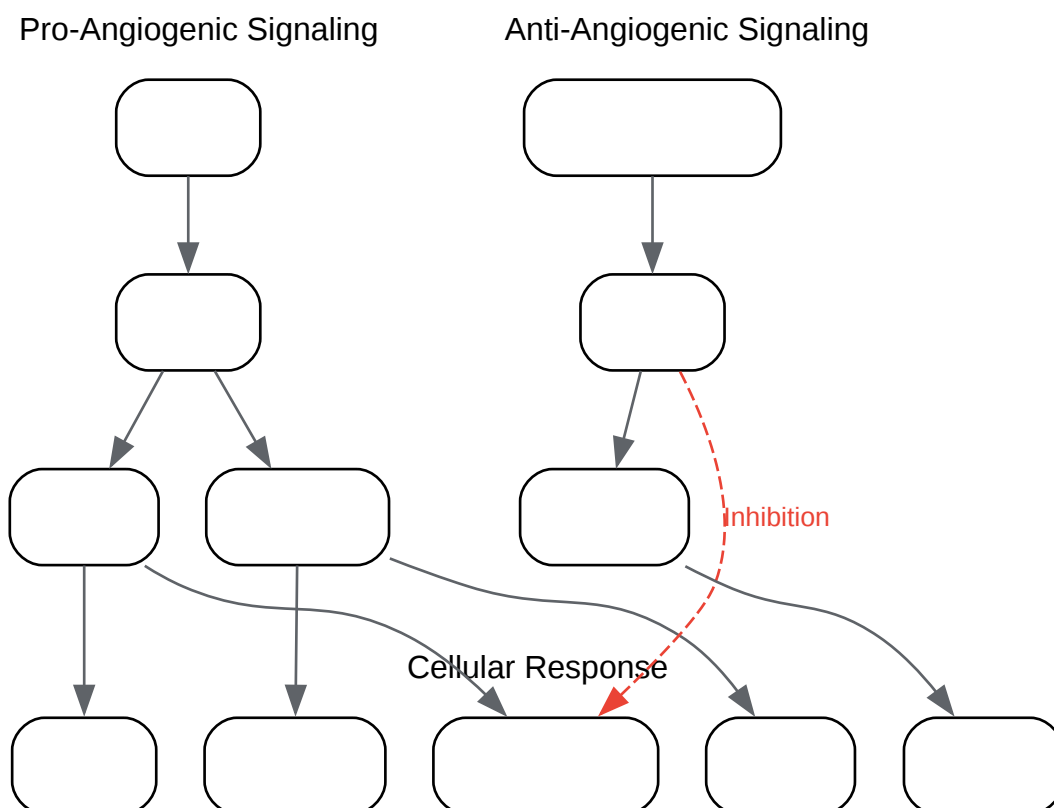 Pro-Angiogenic Signaling
Anti-Angiogenic Signaling
Inhibition
Cellular Response